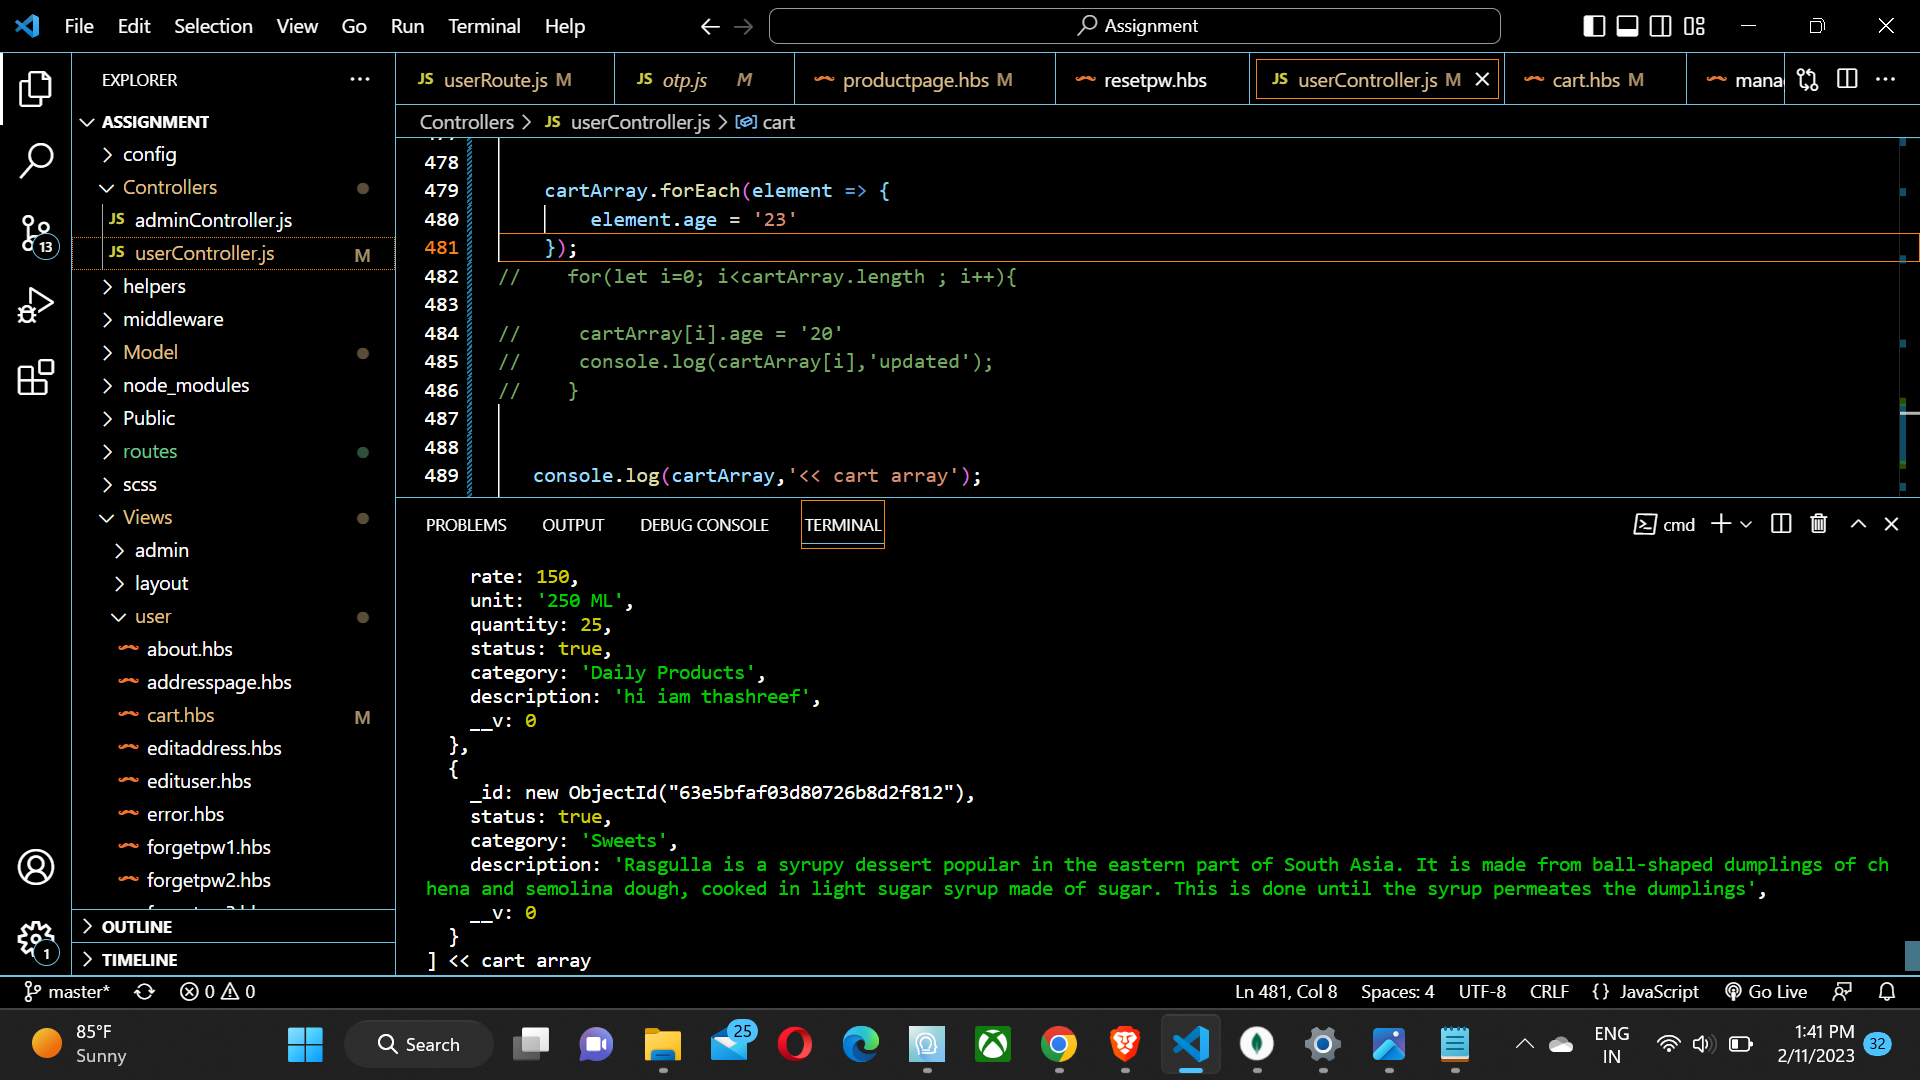 File Edit Selection View Go Run Terminal Help
Assignment
EXPLORER
userRoute.js M
otp.js M
productpage.hbs M
resetpw.hbs
userController.js M
cart.hbs M
mana
ASSIGNMENT
Controllers > JS userController.js > cart
config
Controllers
JS adminController.js
JS userController.js M
helpers
middleware
Model
node_modules
Public
routes
scss
Views
admin
layout
user
about.hbs
addresspage.hbs
cart.hbs M
editaddress.hbs
edituser.hbs
error.hbs
forgetpw1.hbs
forgetpw2.hbs
OUTLINE
TIMELINE
13
1
478
479 cartArray.forEach(element => {
480 element.age = '23'
481 });
482 // for(let i=0; i<cartArray.length ; i++){
483
484 // cartArray[i].age = '20'
485 // console.log(cartArray[i],'updated');
486 // }
487
488
489 console.log(cartArray,'<< cart array');
PROBLEMS OUTPUT DEBUG CONSOLE TERMINAL
cmd
rate: 150,
unit: '250 ML',
quantity: 25,
status: true,
category: 'Daily Products',
description: 'hi iam thashreef',
__v: 0
},
{
_id: new ObjectId("63e5bfaf03d80726b8d2f812"),
status: true,
category: 'Sweets',
description: 'Rasgulla is a syrupy dessert popular in the eastern part of South Asia. It is made from ball-shaped dumplings of ch
hena and semolina dough, cooked in light sugar syrup made of sugar. This is done until the syrup permeates the dumplings',
__v: 0
}
] << cart array
master* 0 0 Ln 481, Col 8 Spaces: 4 UTF-8 CRLF {} JavaScript Go Live
85°F
Sunny
Search
25
ENG
IN
1:41 PM
2/11/2023
32